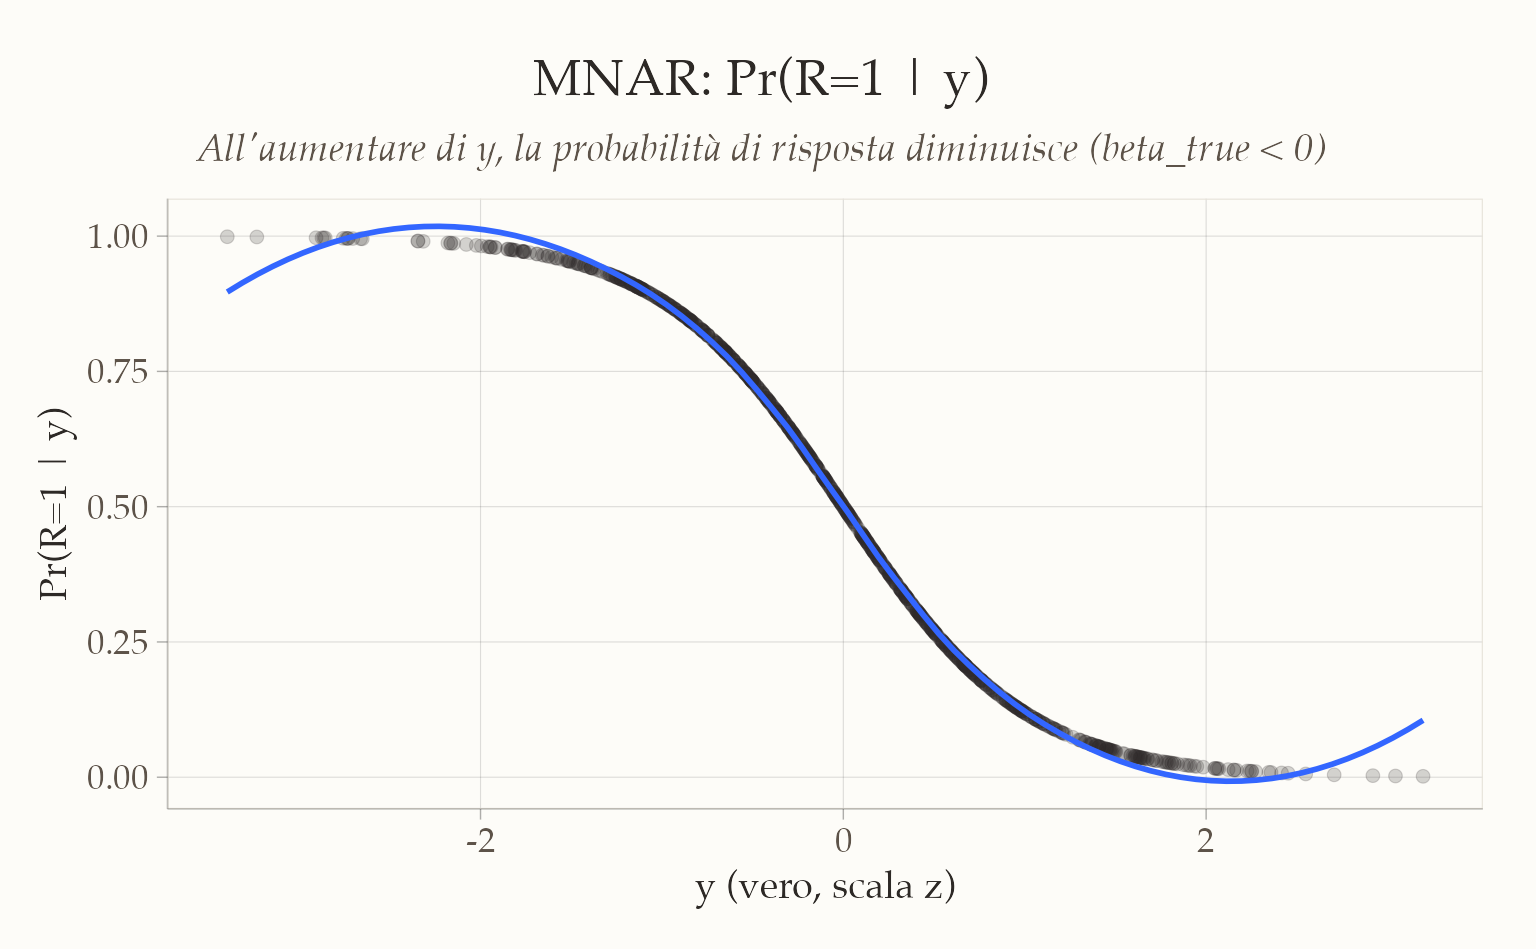 MNAR: Pr(R=1 | y)
All'aumentare di y, la probabilità di risposta diminuisce (beta_true < 0)
1.00
0.75
0.50
0.25
0.00
Pr(R=1 | y)
-2 0 2
y (vero, scala z)